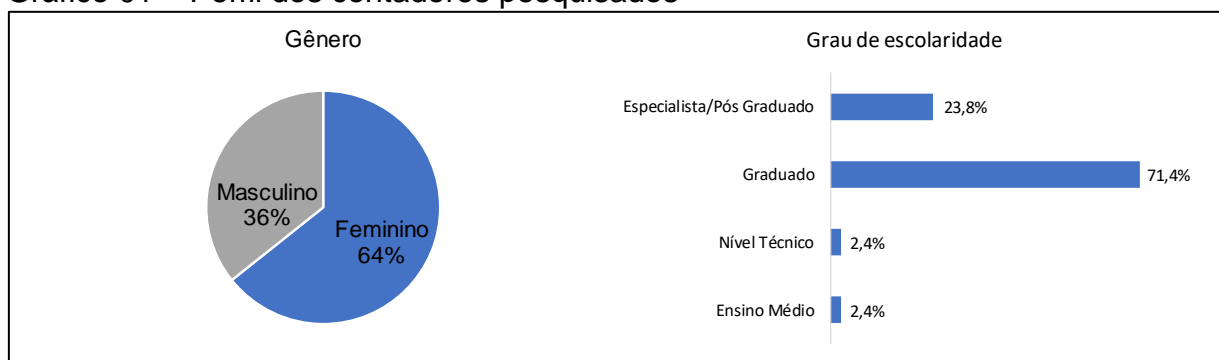 Gênero
Masculino
36%
Feminino
64%
Grau de escolaridade
Especialista/Pós Graduado
23,8%
Graduado
71,4%
Nível Técnico
2,4%
Ensino Médio
2,4%